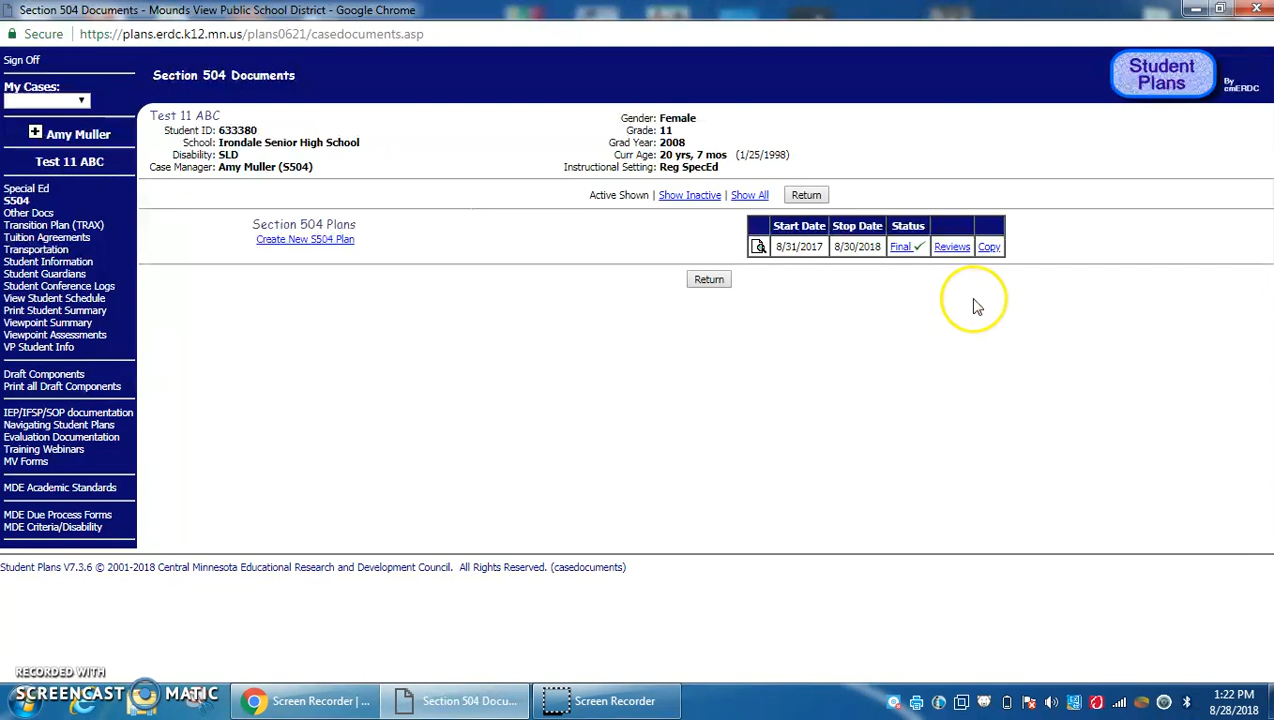 Section 504 Documents - Mounds View Public School District - Google Chrome
Secure https://plans.erdc.k12.mn.us/plans0621/casedocuments.asp
Sign Off
My Cases:
Amy Muller
Test 11 ABC
Special Ed
S504
Other Docs
Transition Plan (TRAX)
Tuition Agreements
Transportation
Student Information
Student Guardians
Student Conference Logs
View Student Schedule
Print Student Summary
Viewpoint Summary
Viewpoint Assessments
VP Student Info
Draft Components
Print all Draft Components
IEP/IFSP/SOP documentation
Navigating Student Plans
Evaluation Documentation
Training Webinars
MV Forms
MDE Academic Standards
MDE Due Process Forms
MDE Criteria/Disability
Section 504 Documents
Student Plans
By cmERDC
Test 11 ABC
Student ID: 633380
School: Irondale Senior High School
Disability: SLD
Case Manager: Amy Muller (S504)
Gender: Female
Grade: 11
Grad Year: 2008
Curr Age: 20 yrs, 7 mos (1/25/1998)
Instructional Setting: Reg SpecEd
Active Shown | Show Inactive | Show All Return
Section 504 Plans
Create New S504 Plan
Start Date Stop Date Status
8/31/2017 8/30/2018 Final Reviews Copy
Return
Student Plans V7.3.6 © 2001-2018 Central Minnesota Educational Research and Development Council. All Rights Reserved. (casedocuments)
RECORDED WITH
SCREENCAST MATIC
Screen Recorder | ...
Section 504 Docu...
Screen Recorder
1:22 PM
8/28/2018